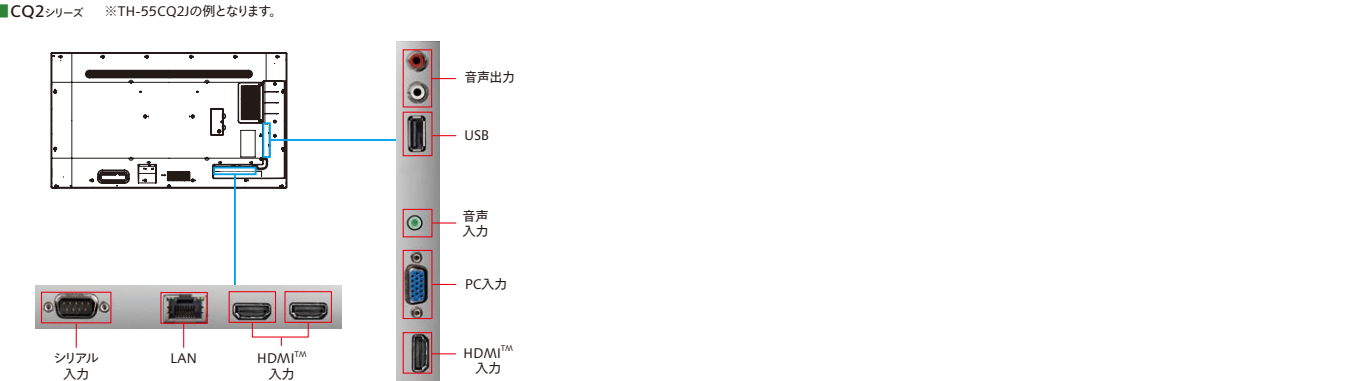 CQ2シリーズ ※TH-55CQ2Jの例となります。
音声出力
USB
音声
入力
PC入力
HDMI™
入力
シリアル
入力
LAN
HDMI™
入力